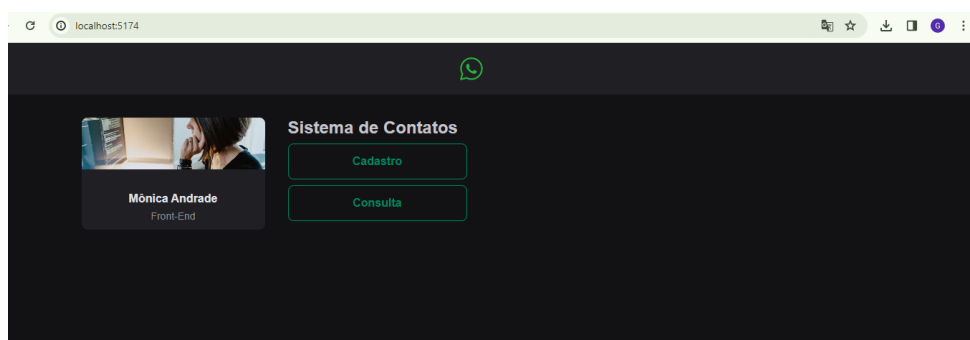 localhost:5174
G
Sistema de Contatos
Cadastro
Mônica Andrade
Consulta
Front-End